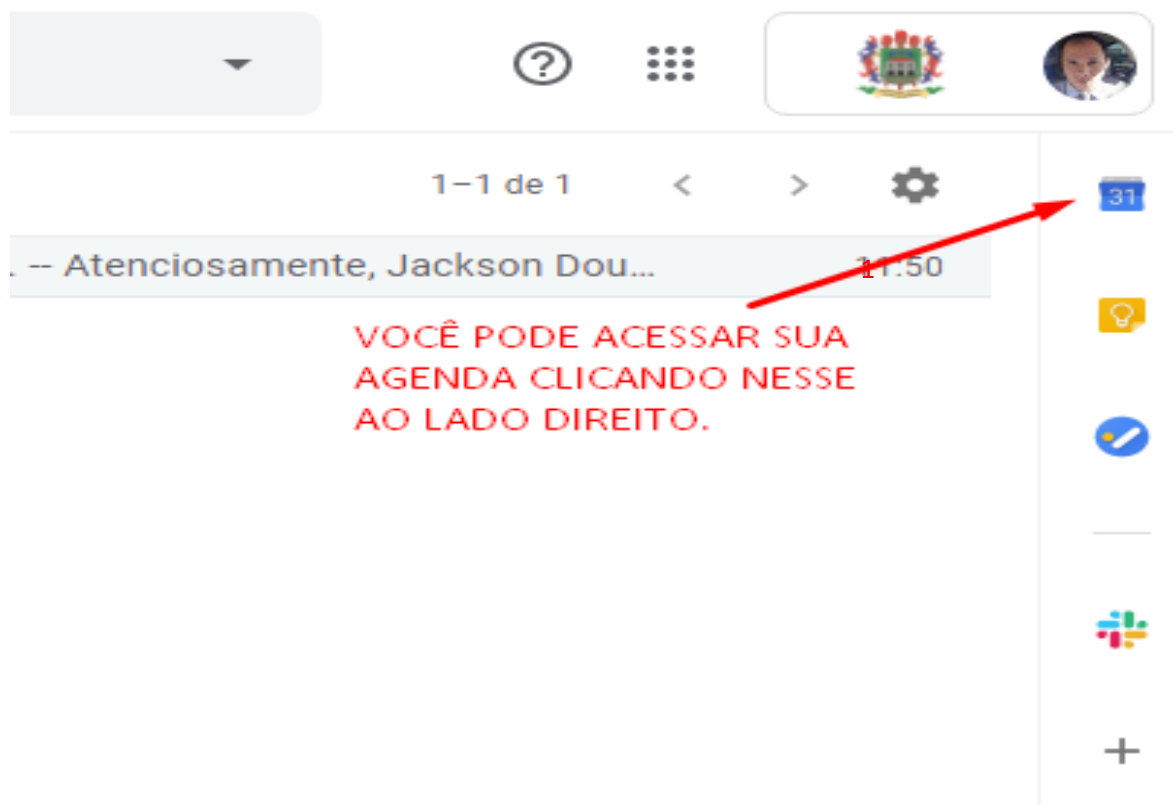 1–1 de 1
31
. -- Atenciosamente, Jackson Dou... 11:50
VOCÊ PODE ACESSAR SUA
AGENDA CLICANDO NESSE
AO LADO DIREITO.